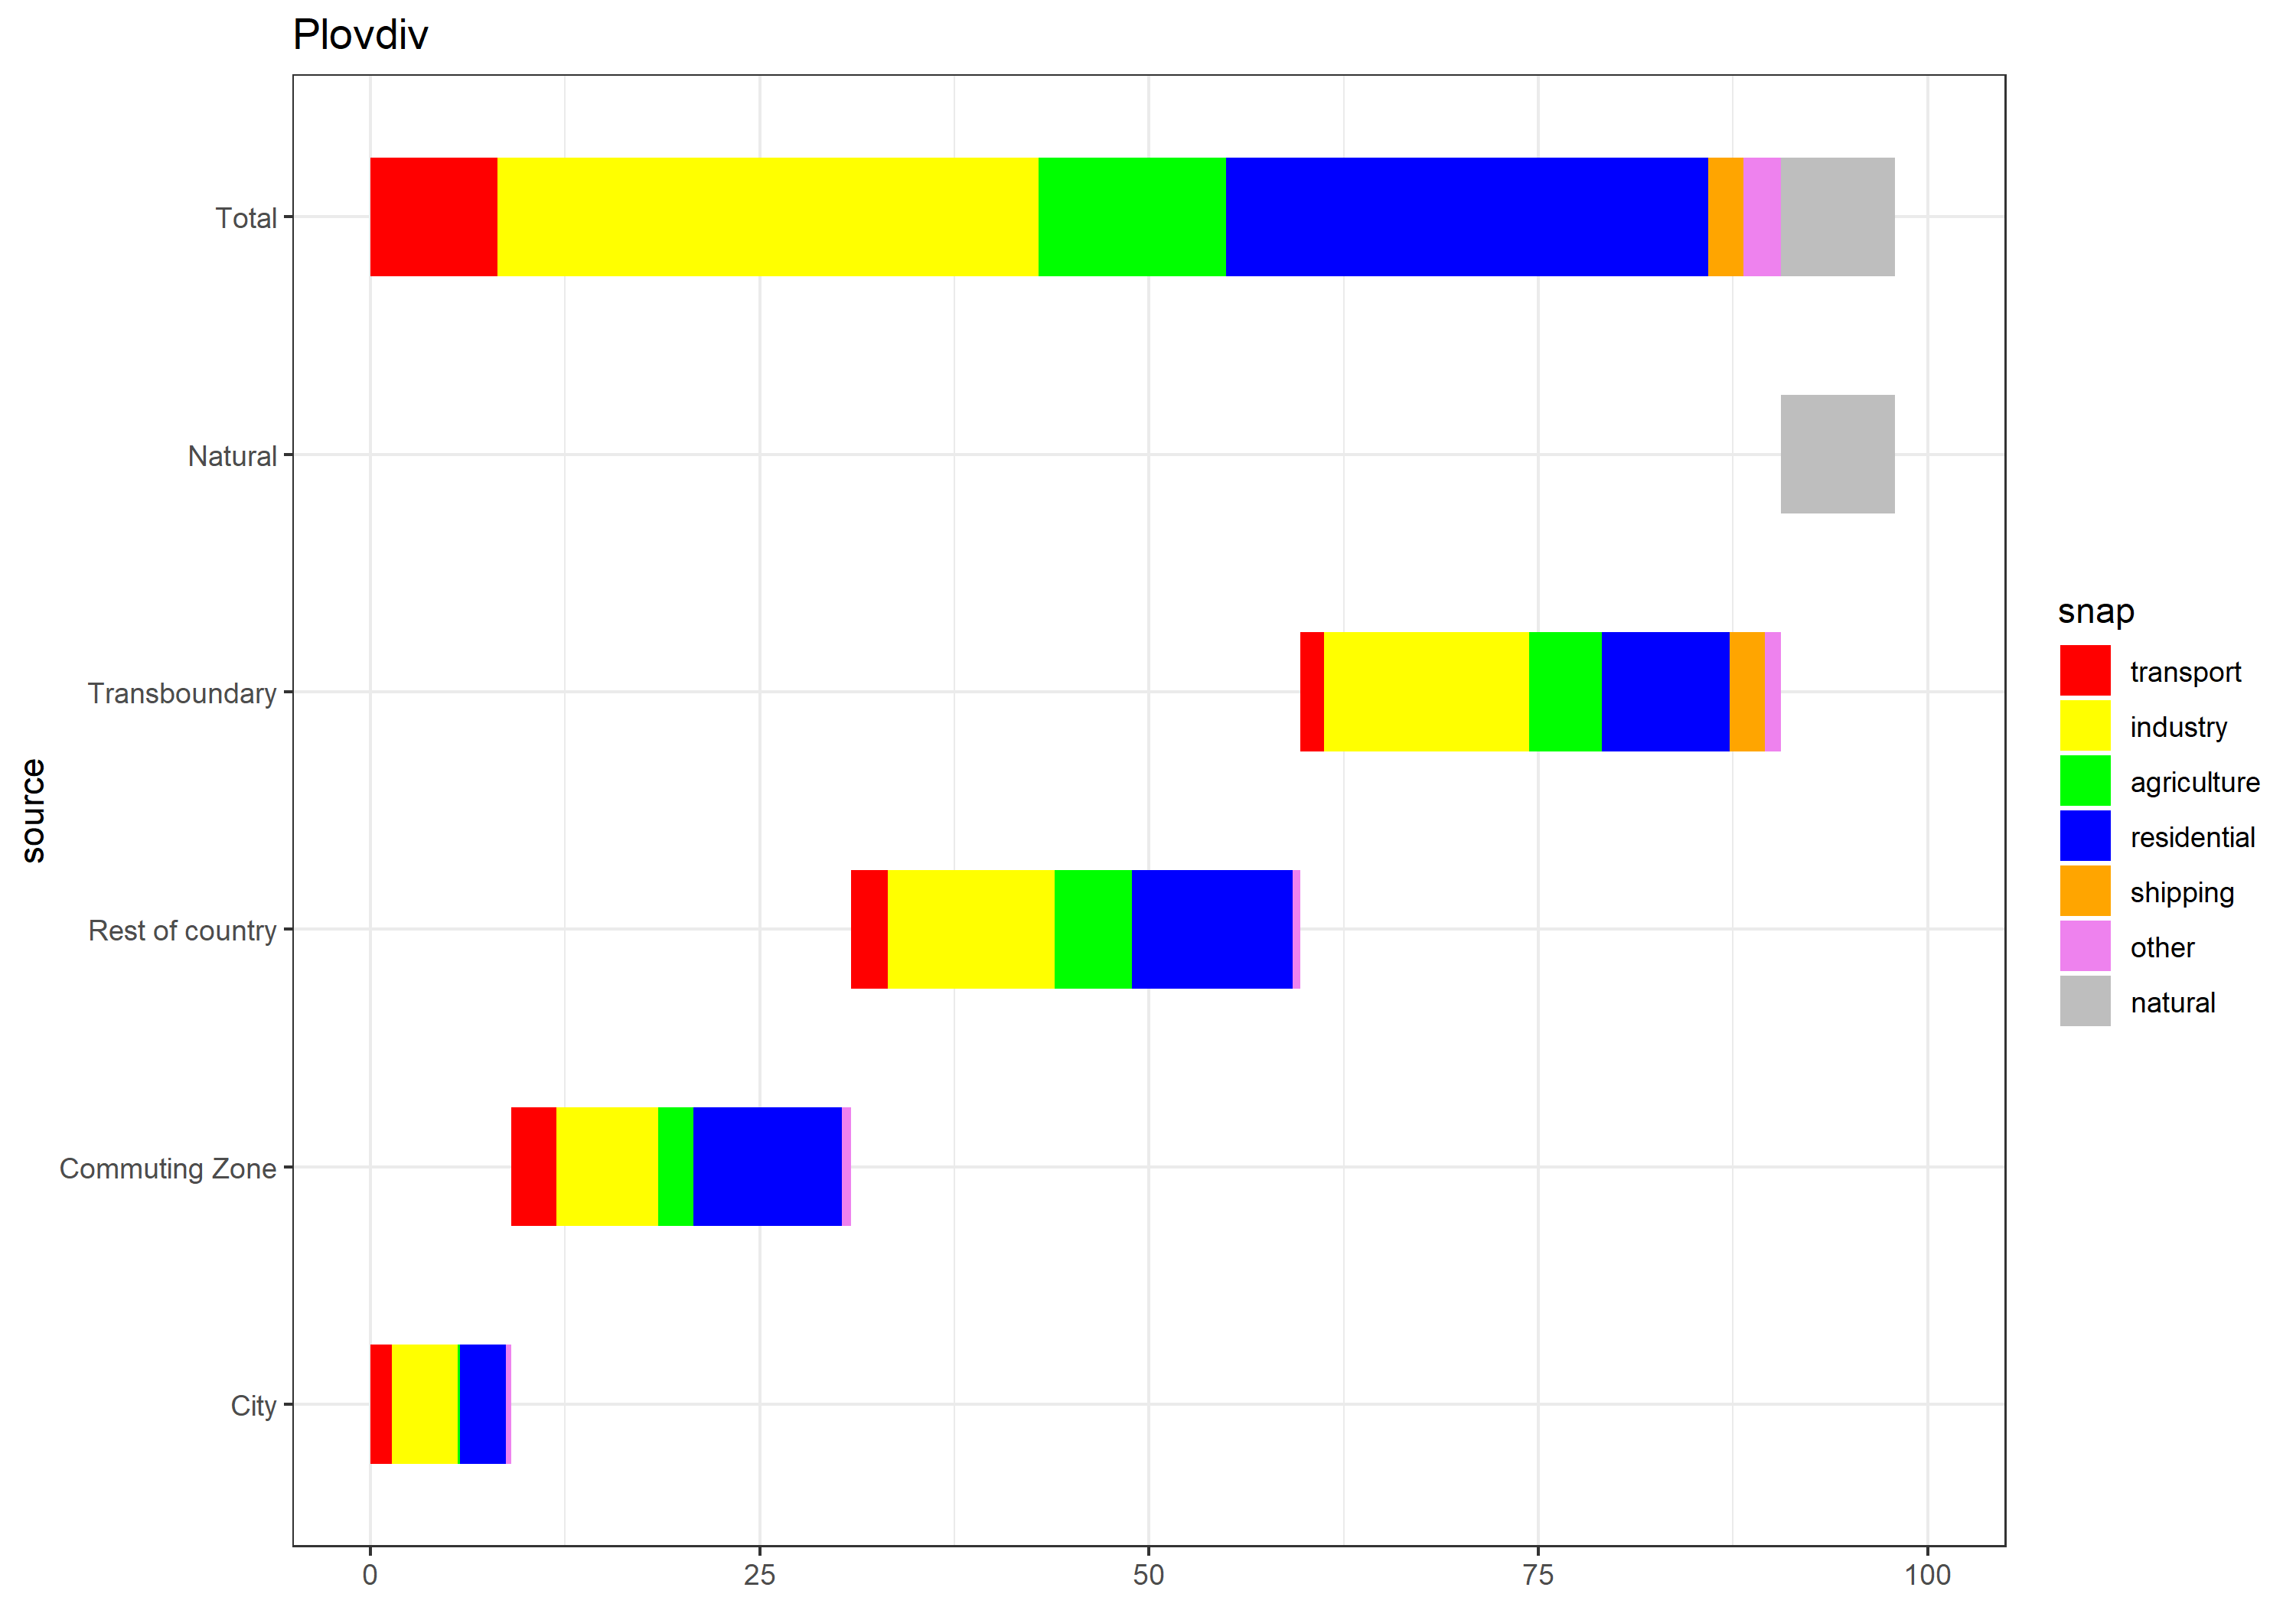 Plovdiv
source
Total
Natural
Transboundary
Rest of country
Commuting Zone
City
0 25 50 75 100
snap
transport
industry
agriculture
residential
shipping
other
natural